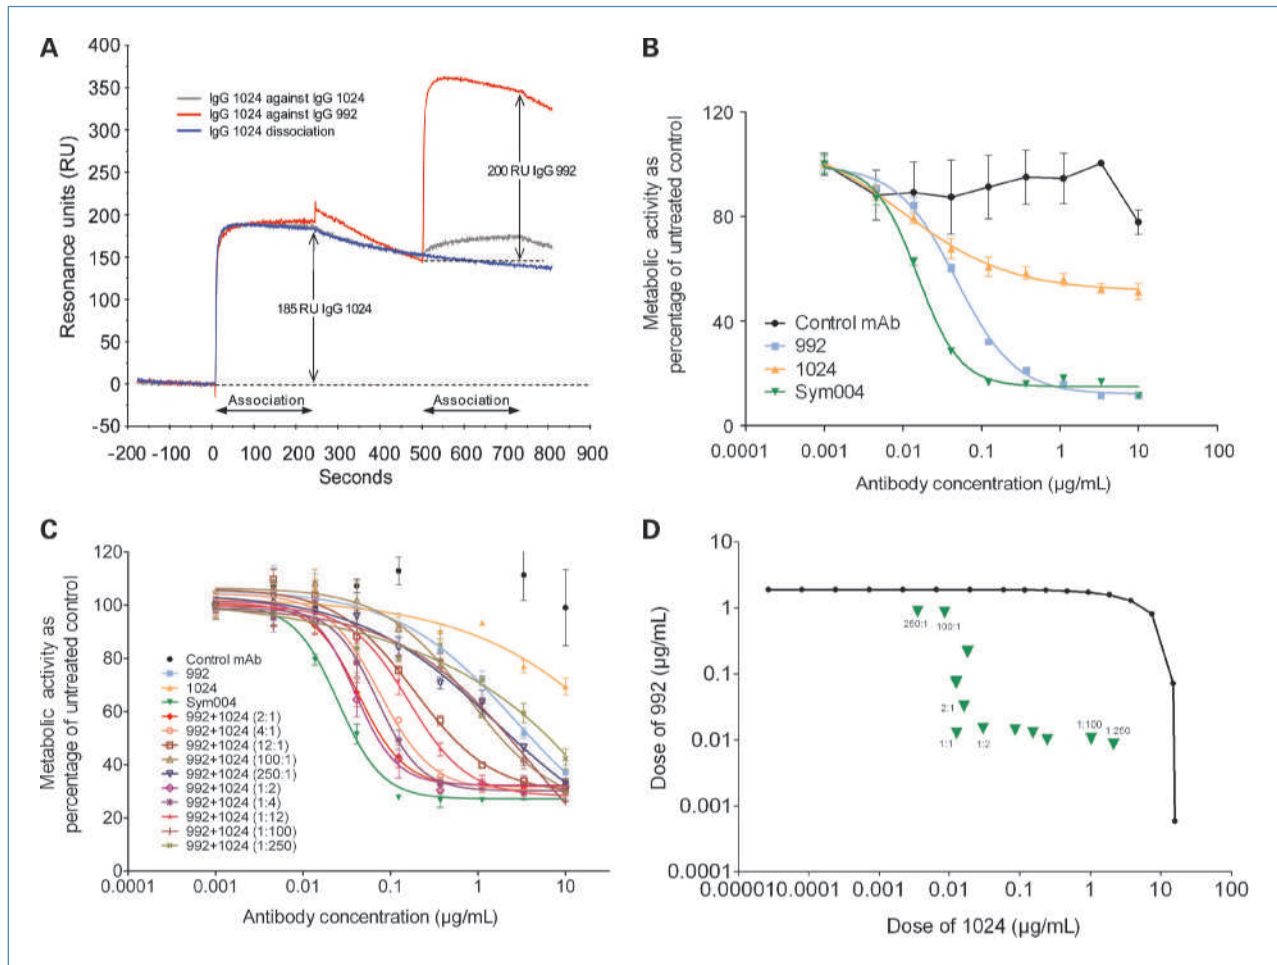 A
400
350
300
250
200
150
100
50
0
-50
Resonance units (RU)
IgG 1024 against IgG 1024
IgG 1024 against IgG 992
IgG 1024 dissociation
200 RU IgG 992
185 RU IgG 1024
Association
Association
-200 -100 0 100 200 300 400 500 600 700 800 900
Seconds
B
120
80
40
0
Metabolic activity as
percentage of untreated control
Control mAb
992
1024
Sym004
0.0001 0.001 0.01 0.1 1 10 100
Antibody concentration (µg/mL)
C
120
100
80
60
40
20
0
Metabolic activity as
percentage of untreated control
Control mAb
992
1024
Sym004
992+1024 (2:1)
992+1024 (4:1)
992+1024 (12:1)
992+1024 (100:1)
992+1024 (250:1)
992+1024 (1:2)
992+1024 (1:4)
992+1024 (1:12)
992+1024 (1:100)
992+1024 (1:250)
0.0001 0.001 0.01 0.1 1 10
Antibody concentration (µg/mL)
D
10
1
0.1
0.01
0.001
0.0001
Dose of 992 (µg/mL)
250:1
100:1
2:1
1:1
1:2
1:100
1:250
0.00001 0.0001 0.001 0.01 0.1 1 10 100
Dose of 1024 (µg/mL)